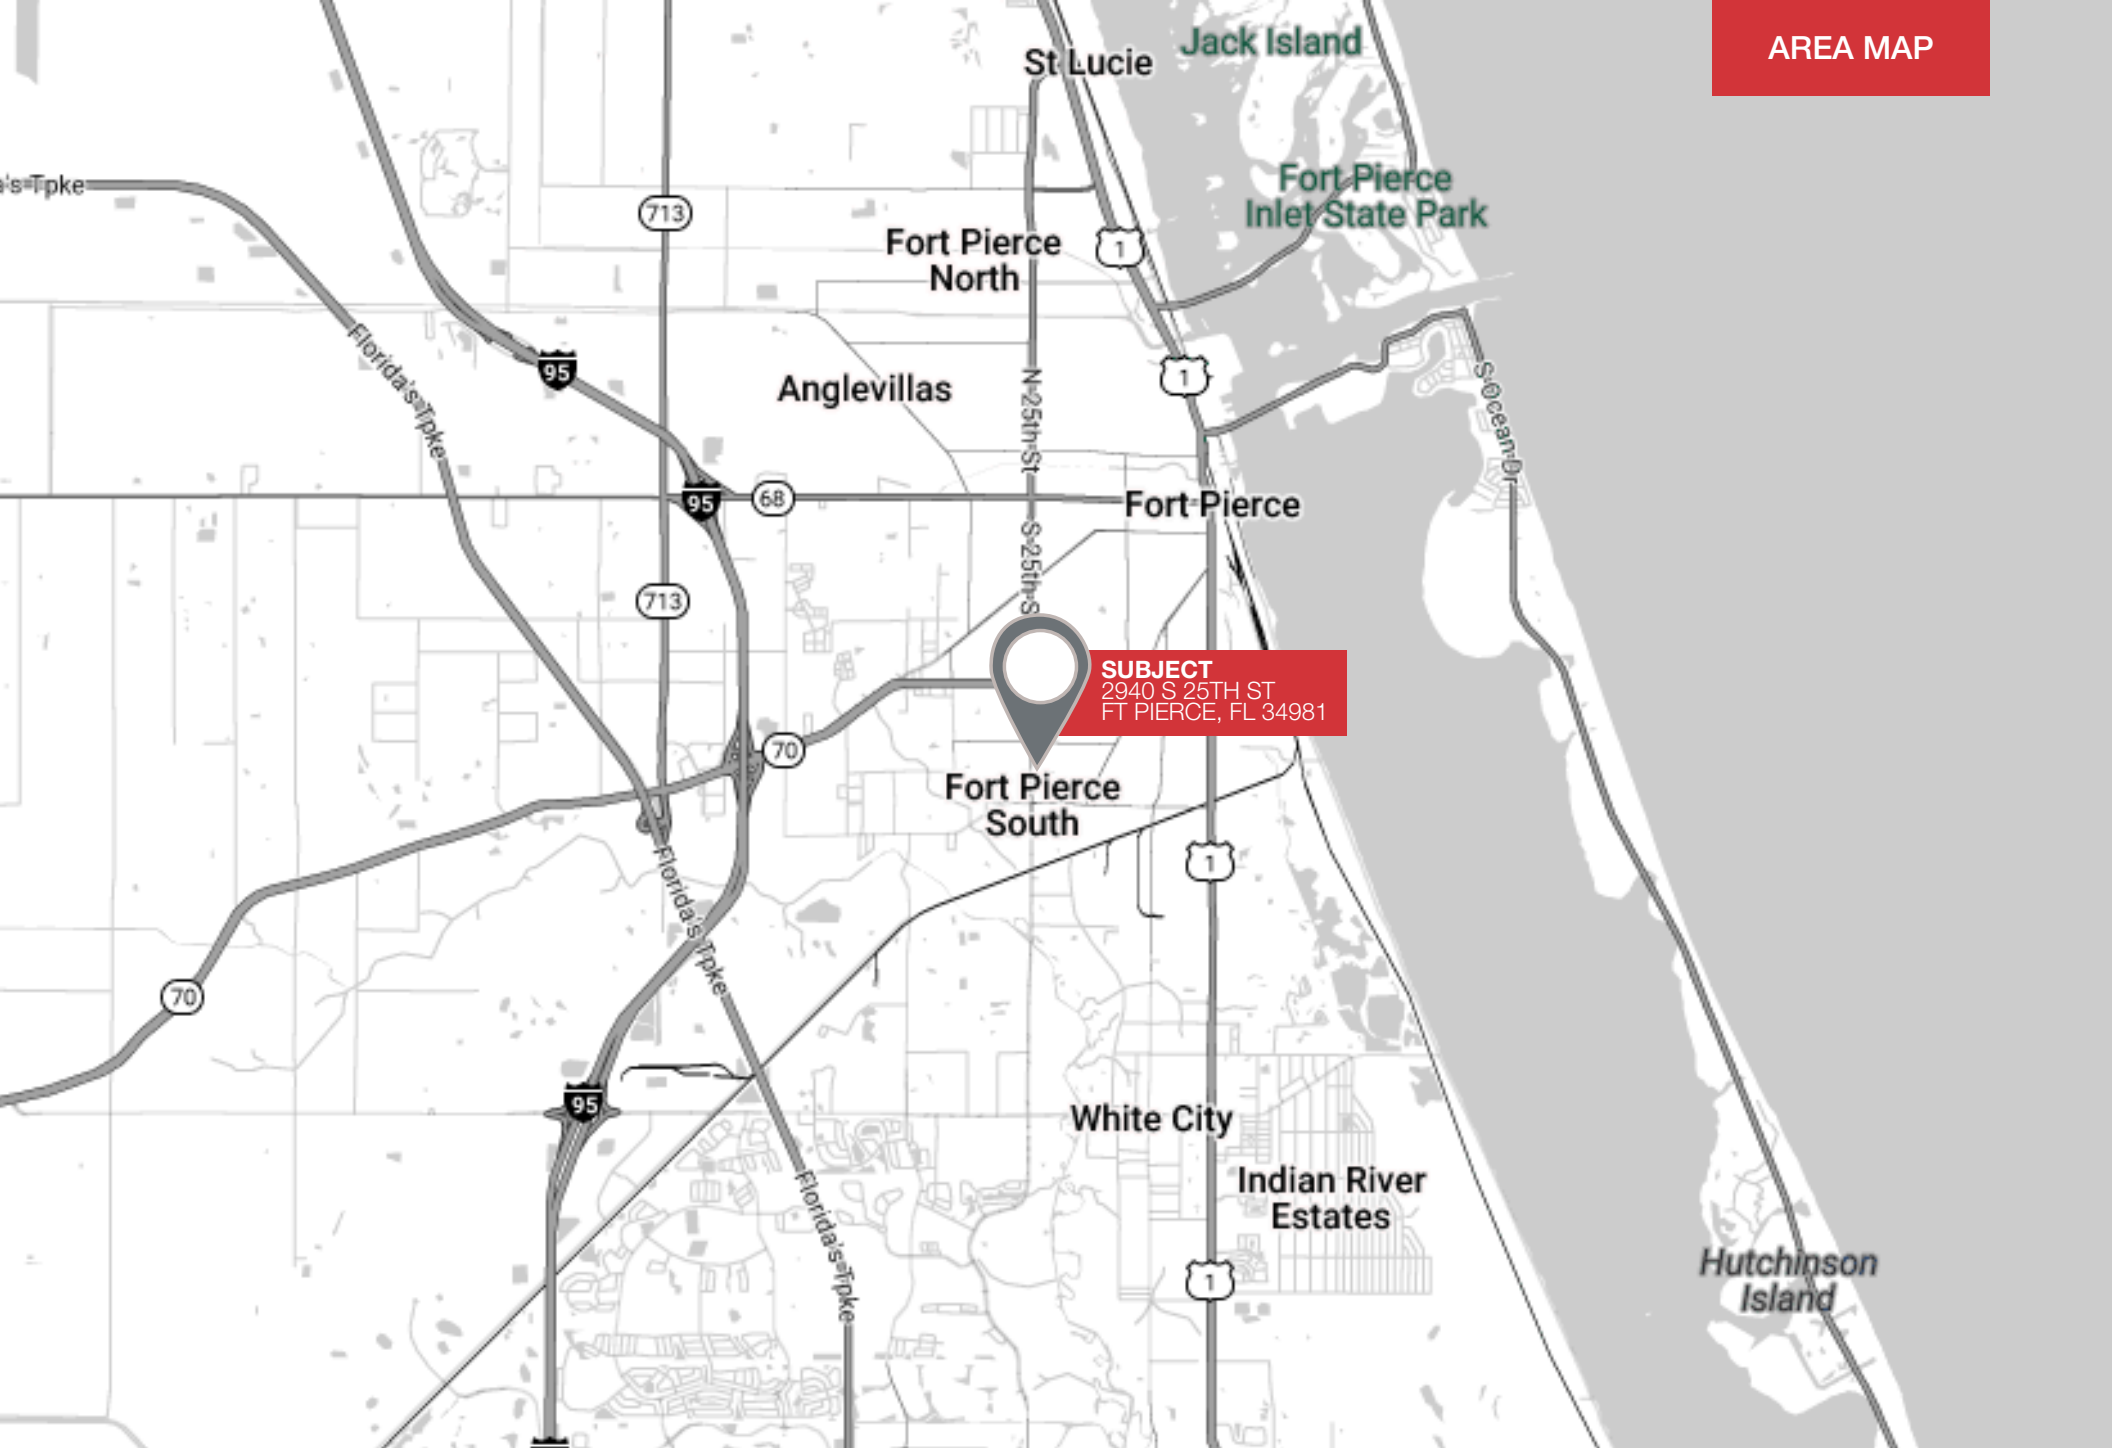 AREA MAP
St Lucie
Jack Island
's Tpke
Fort Pierce
Inlet State Park
713
Fort Pierce
North
1
Florida's Tpke
95
Anglevillas
N 25th St
1
S Ocean Dr
95
68
Fort Pierce
S 25th S
713
SUBJECT
2940 S 25TH ST
FT PIERCE, FL 34981
70
Fort Pierce
South
1
Florida's Tpke
70
95
White City
Indian River
Estates
Florida's Tpke
1
Hutchinson
Island